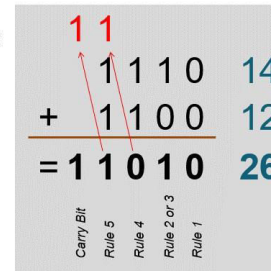 1 1
1 1 1 0 14
+ 1 1 0 0 12
= 1 1 0 1 0 26
Carry Bit
Rule 5
Rule 4
Rule 2 or 3
Rule 1